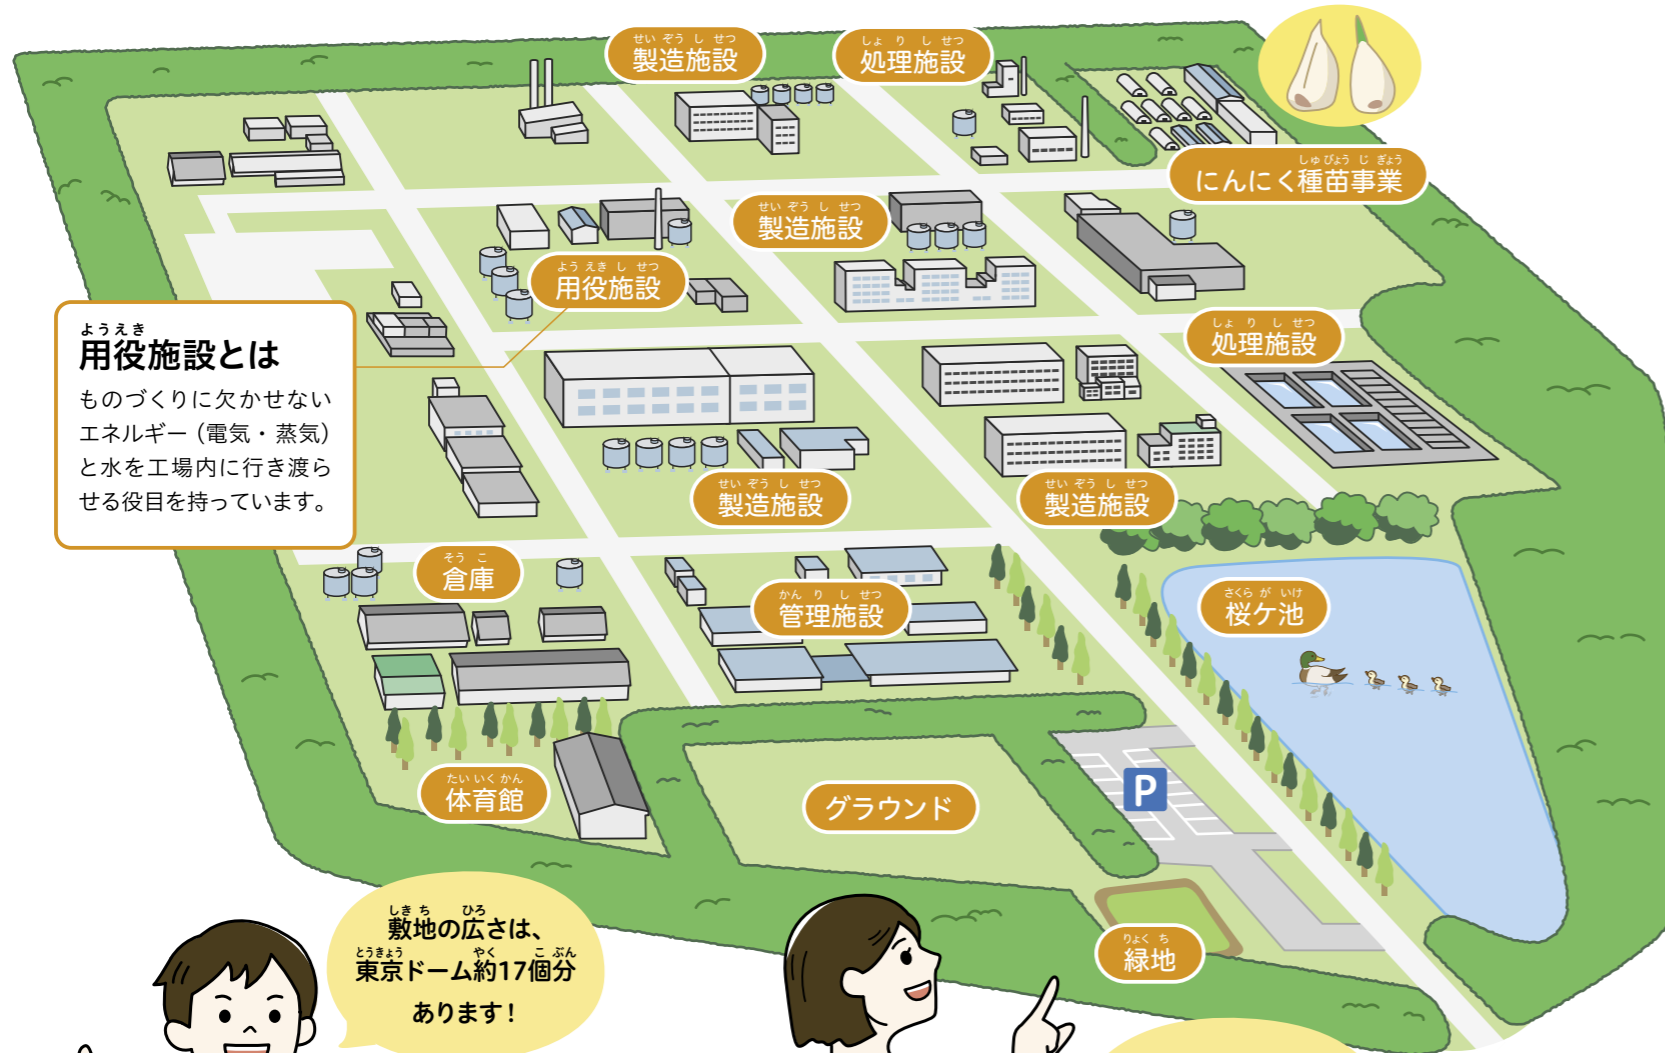 せいぞうしせつ
製造施設
しょりしせつ
処理施設
しゅびょうじぎょう
にんにく種苗事業
せいぞうしせつ
製造施設
ようえきしせつ
用役施設
ようえき
用役施設とは
ものづくりに欠かせない
エネルギー（電気・蒸気）
と水を工場内に行き渡ら
せる役目を持っています。
しょりしせつ
処理施設
せいぞうしせつ
製造施設
せいぞうしせつ
製造施設
そうこ
倉庫
かんりしせつ
管理施設
さくらがいけ
桜ケ池
たいいくかん
体育館
グラウンド
P
りょくち
緑地
しきち ひろ
敷地の広さは、
とうきょう やく こぶん
東京ドーム約17個分
あります！